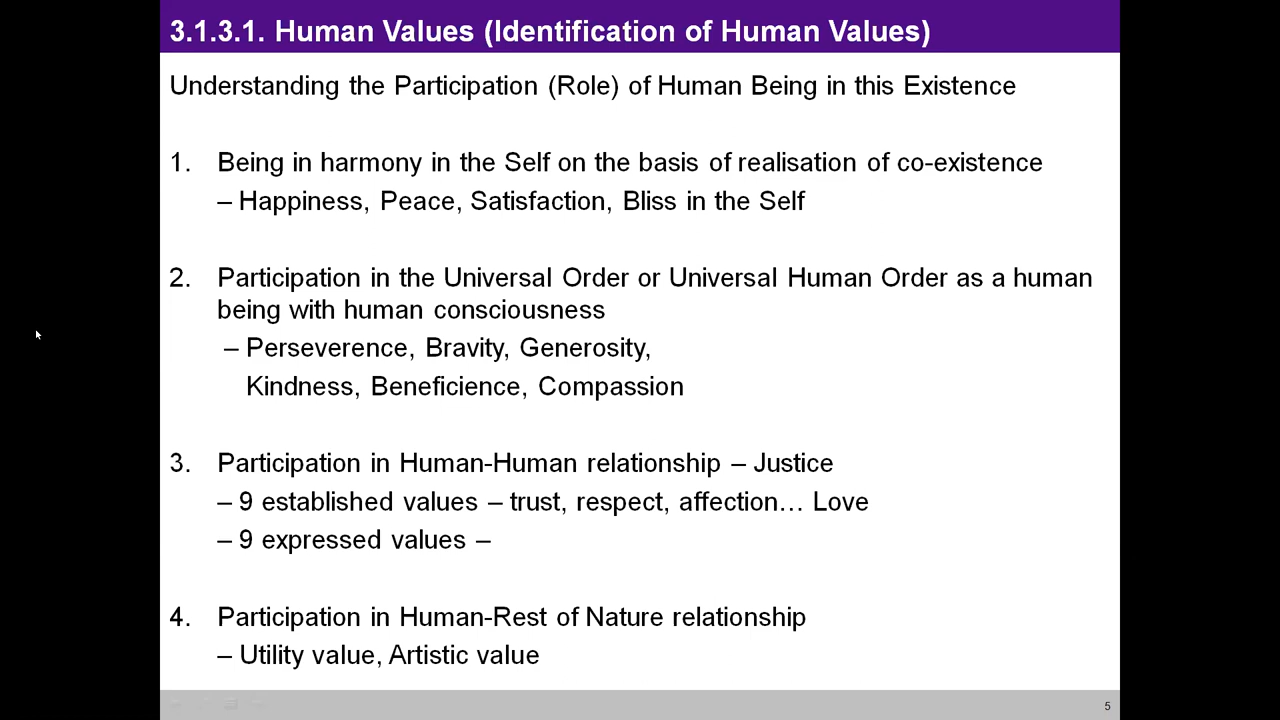 3.1.3.1. Human Values (Identification of Human Values)
Understanding the Participation (Role) of Human Being in this Existence
1. Being in harmony in the Self on the basis of realisation of co-existence
– Happiness, Peace, Satisfaction, Bliss in the Self
2. Participation in the Universal Order or Universal Human Order as a human
being with human consciousness
– Perseverence, Bravity, Generosity,
Kindness, Beneficience, Compassion
3. Participation in Human-Human relationship – Justice
– 9 established values – trust, respect, affection… Love
– 9 expressed values –
4. Participation in Human-Rest of Nature relationship
– Utility value, Artistic value
5